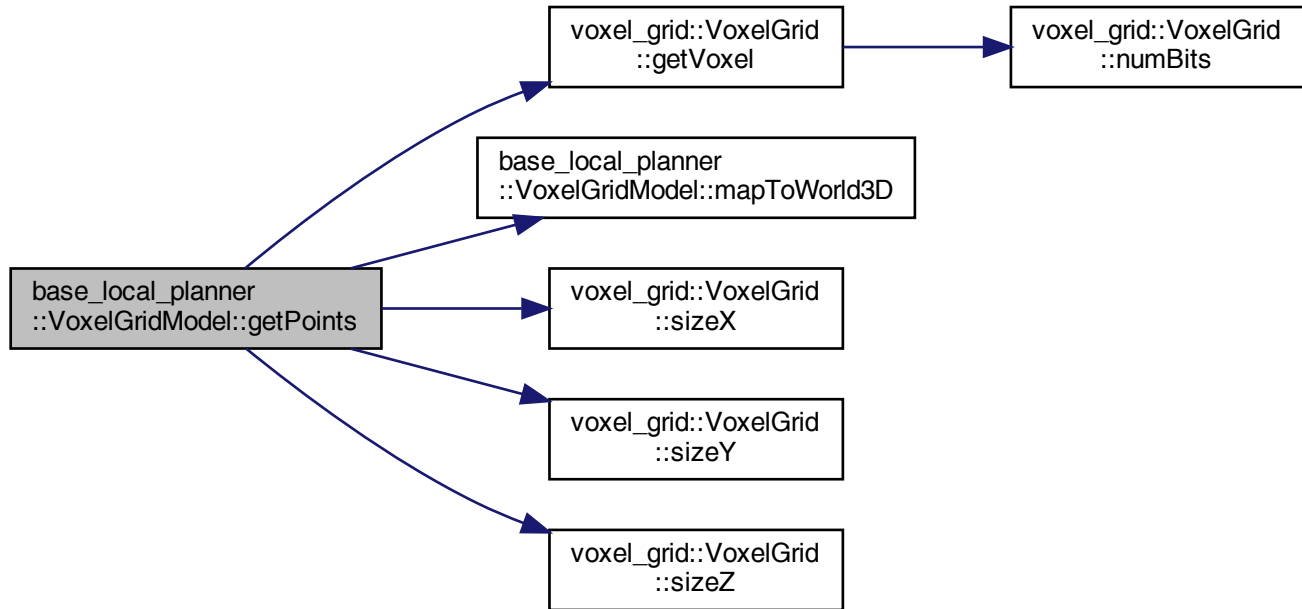 voxel_grid::VoxelGrid
::getVoxel
voxel_grid::VoxelGrid
::numBits
base_local_planner
::VoxelGridModel::mapToWorld3D
base_local_planner
::VoxelGridModel::getPoints
voxel_grid::VoxelGrid
::sizeX
voxel_grid::VoxelGrid
::sizeY
voxel_grid::VoxelGrid
::sizeZ